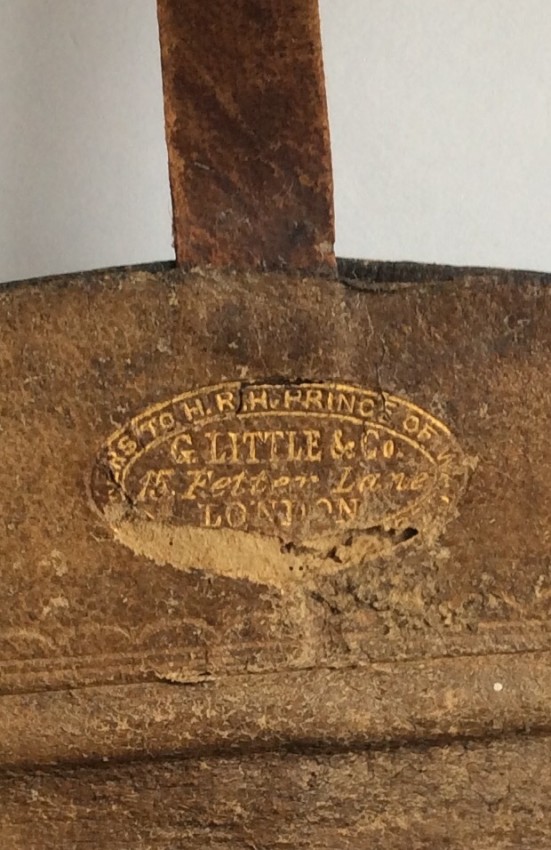 TO H.R.H. PRINCE OF
G. LITTLE & Co
15. Fetter Lane
LONDON